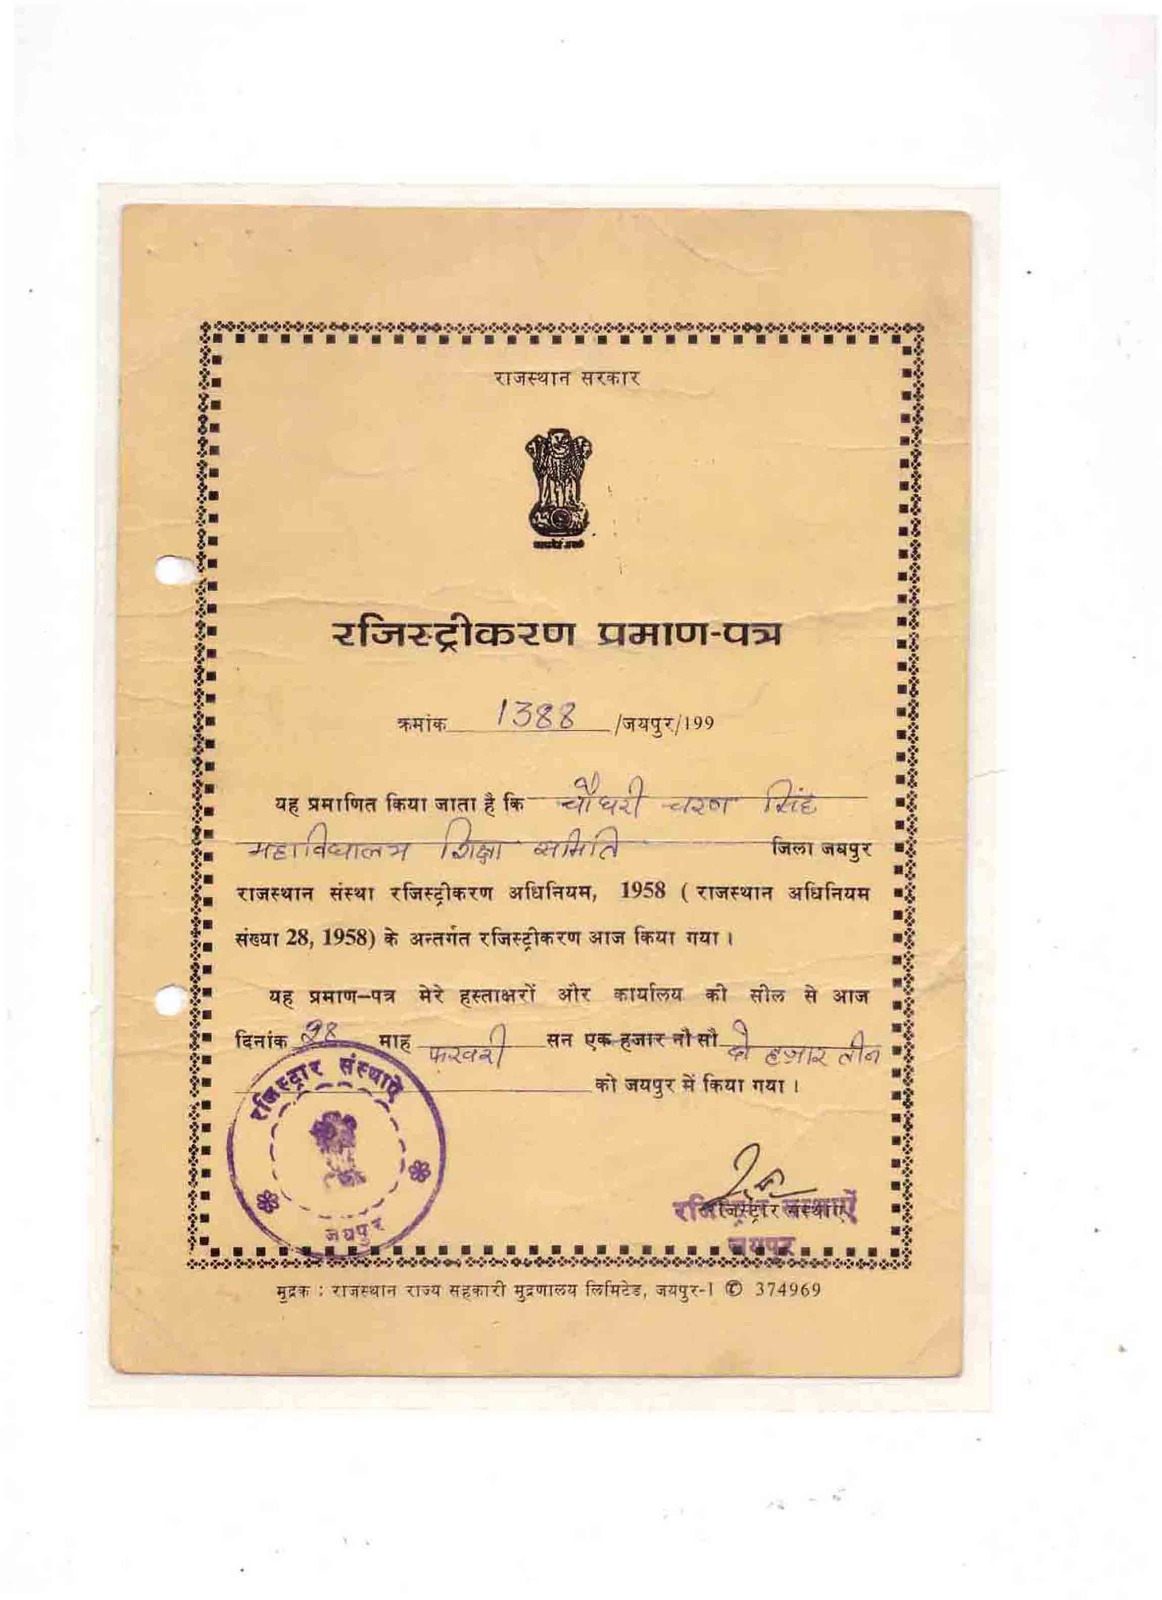 राजस्थान सरकार
रजिस्ट्रीकरण प्रमाण-पत्र
क्रमांक 1388 /जयपुर/199
यह प्रमाणित किया जाता है कि चौधरी चरण सिंह
महाविद्यालय शिक्षा समिति जिला जयपुर
राजस्थान संस्था रजिस्ट्रीकरण अधिनियम, 1958 ( राजस्थान अधिनियम
संख्या 28, 1958) के अन्तर्गत रजिस्ट्रीकरण आज किया गया ।
यह प्रमाण-पत्र मेरे हस्ताक्षरों और कार्यालय की सील से आज
दिनांक माह फरवरी सन एक हजार नौ सौ दो हजार तीन
को जयपुर में किया गया ।
रजिस्ट्रार संस्थाऐं
जयपुर
रजिस्ट्रार संस्थाऐं
रजिस्ट्रार संस्थाएं
जयपुर
मुद्रक : राजस्थान राज्य सहकारी मुद्रणालय लिमिटेड, जयपुर-1 ✆ 374969